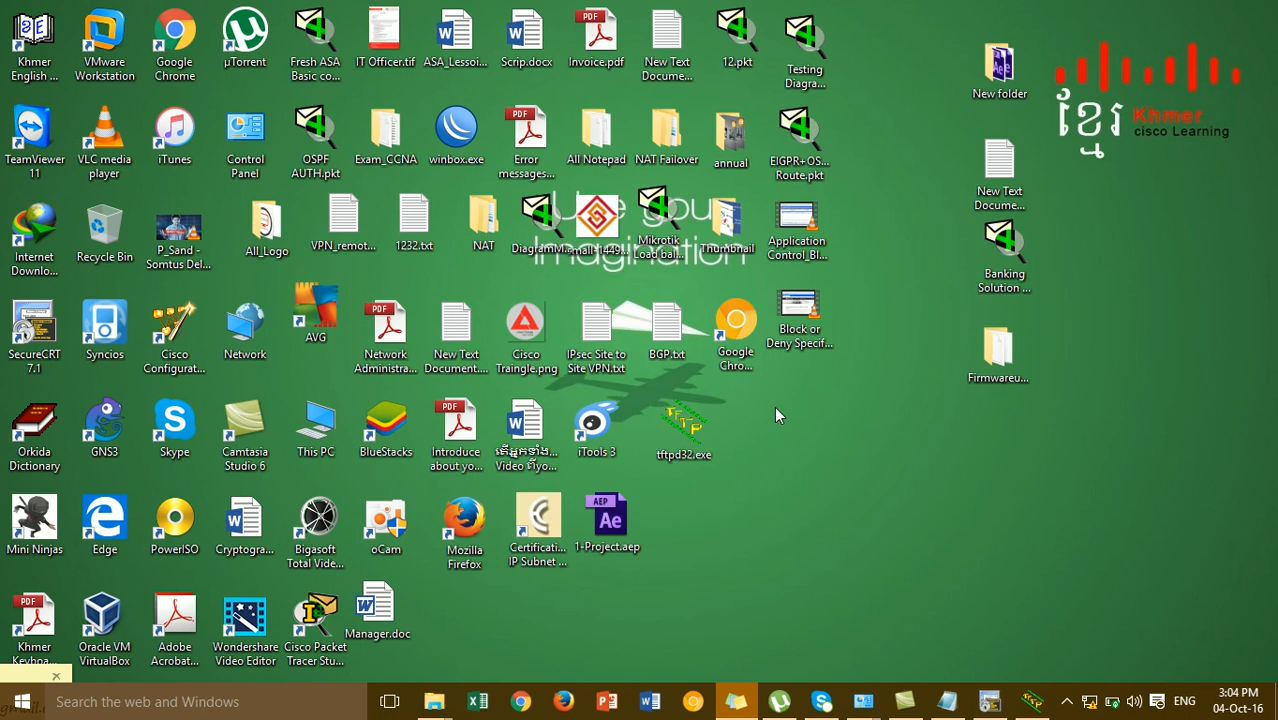 Khmer English ...
VMware Workstation
Google Chrome
µTorrent
Fresh ASA Basic co...
IT Officer.tif
ASA_Lessoi...
Scrip.docx
Invoice.pdf
New Text Docume...
12.pkt
Testing Diagra...
New folder
ខ្មែរ
Khmer
cisco Learning
TeamViewer 11
VLC media player
iTunes
Control Panel
OSPF AUTH.pkt
Exam_CCNA
winbox.exe
Error messages...
All Notepad
NAT Failover
annual
EIGPR+OS... Route.pkt
New Text Docume...
Internet Downlo...
Recycle Bin
P_Sand - Somtus Del...
All_Logo
VPN_remot...
1232.txt
NAT
DiagramM...
Mikrotik Load bal...
Thumbnail
Application Control_Bl...
imagination
Banking Solution ...
SecureCRT 7.1
Syncios
Cisco Configurat...
Network
AVG
Network Administra...
New Text Document....
Cisco Traingle.png
IPsec Site to Site VPN.txt
BGP.txt
Google Chro...
Block or Deny Specif...
Firmwareu...
Orkida Dictionary
GNS3
Skype
Camtasia Studio 6
This PC
BlueStacks
Introduce about yo...
Video
iTools 3
tftpd32.exe
Mini Ninjas
Edge
PowerISO
Cryptogra...
Bigasoft Total Vide...
oCam
Mozilla Firefox
Certificati... IP Subnet ...
1-Project.aep
Khmer Keyboa...
Oracle VM VirtualBox
Adobe Acrobat...
Wondershare Video Editor
Cisco Packet Tracer Stu...
Manager.doc
Search the web and Windows
ENG
3:04 PM
04-Oct-16